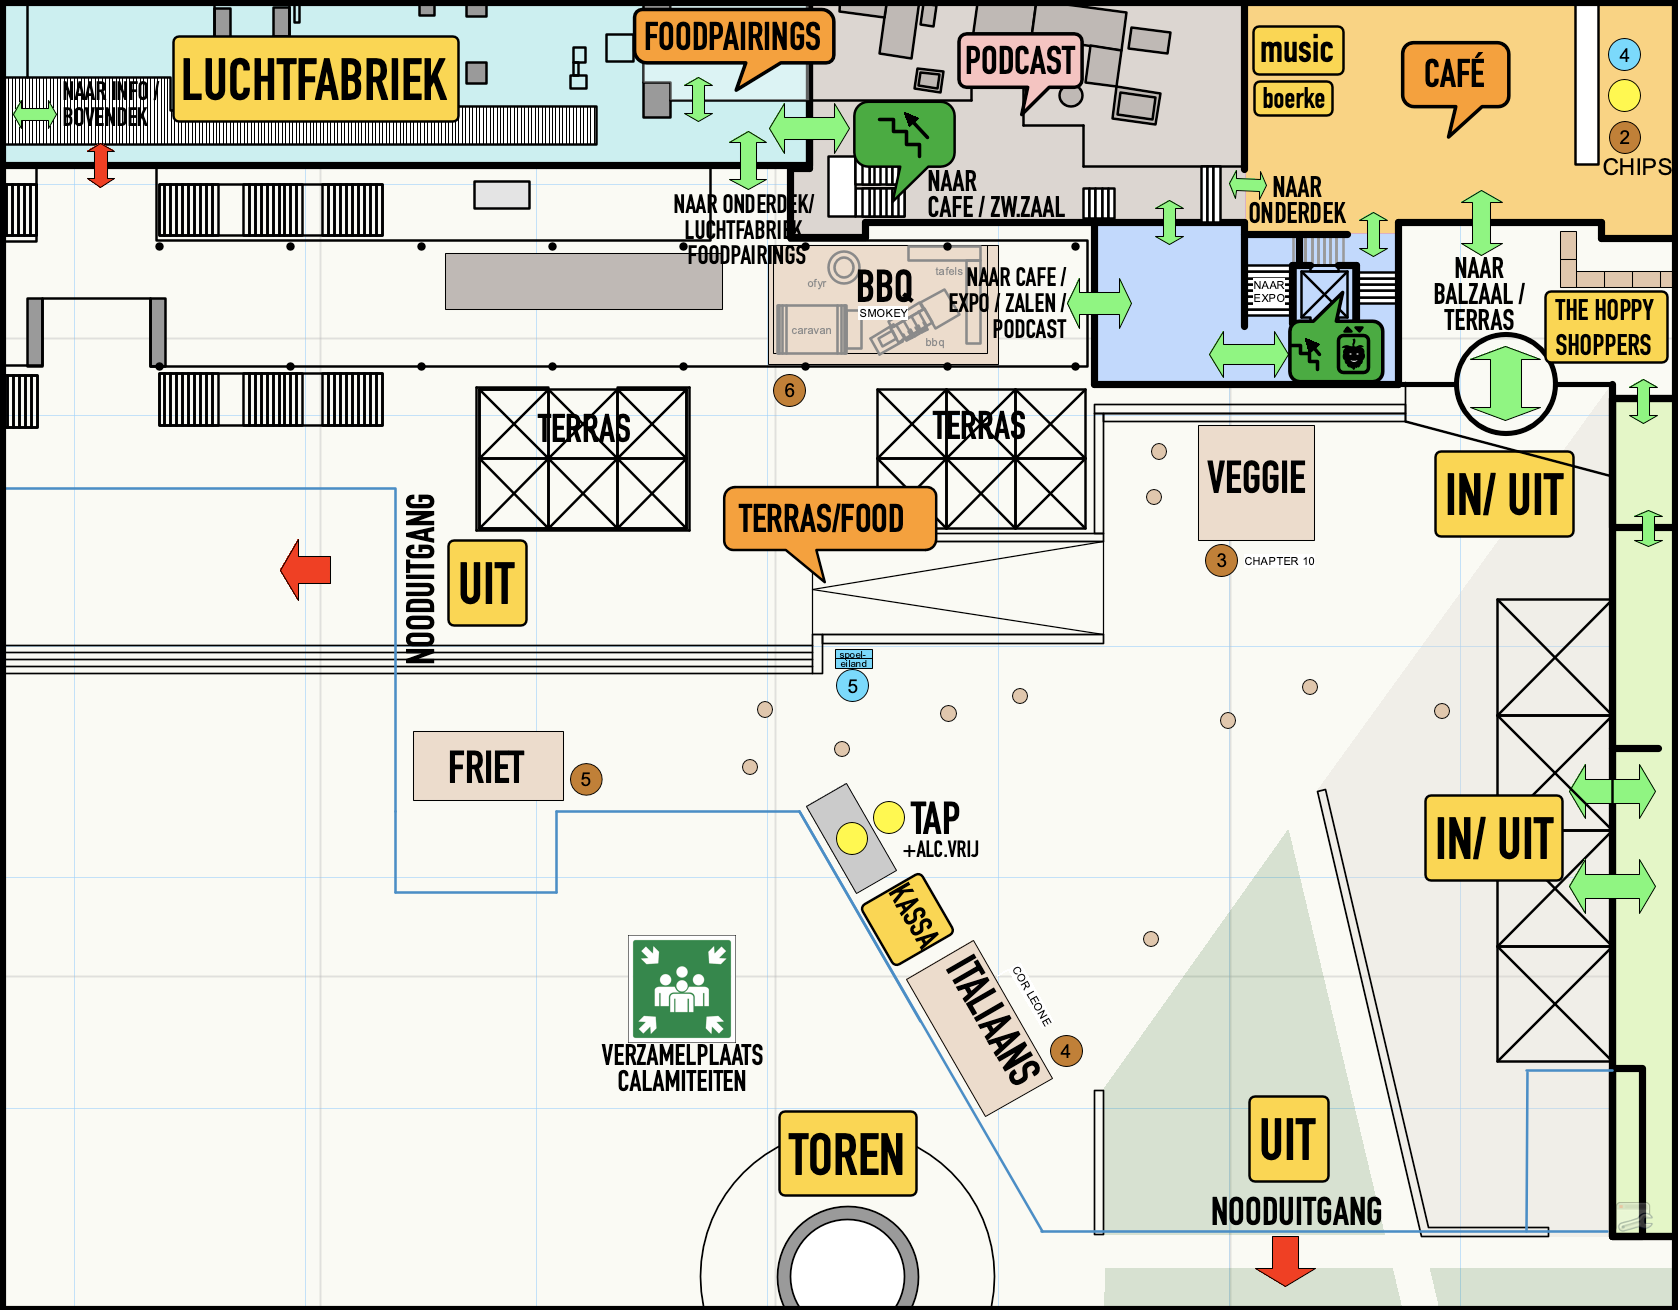 FOODPAIRINGS
LUCHTFABRIEK
PODCAST
music
boerke
CAFÉ
4
2
CHIPS
NAAR INFO /
BOVENDEK
NAAR
CAFE / ZW.ZAAL
NAAR
ONDERDEK
NAAR ONDERDEK/
LUCHTFABRIEK
FOODPAIRINGS
ofyr
BBQ
SMOKEY
tafels
caravan
bbq
NAAR CAFE /
EXPO / ZALEN /
PODCAST
NAAR
EXPO
NAAR
BALZAAL /
TERRAS
THE HOPPY
SHOPPERS
6
TERRAS
TERRAS
VEGGIE
IN/ UIT
TERRAS/FOOD
NOODUITGANG
UIT
3
CHAPTER 10
spoel-
eiland
5
FRIET
5
TAP
+ALC.VRIJ
IN/ UIT
KASSA
ITALIAANS
COR LEONE
4
VERZAMELPLAATS
CALAMITEITEN
TOREN
UIT
NOODUITGANG